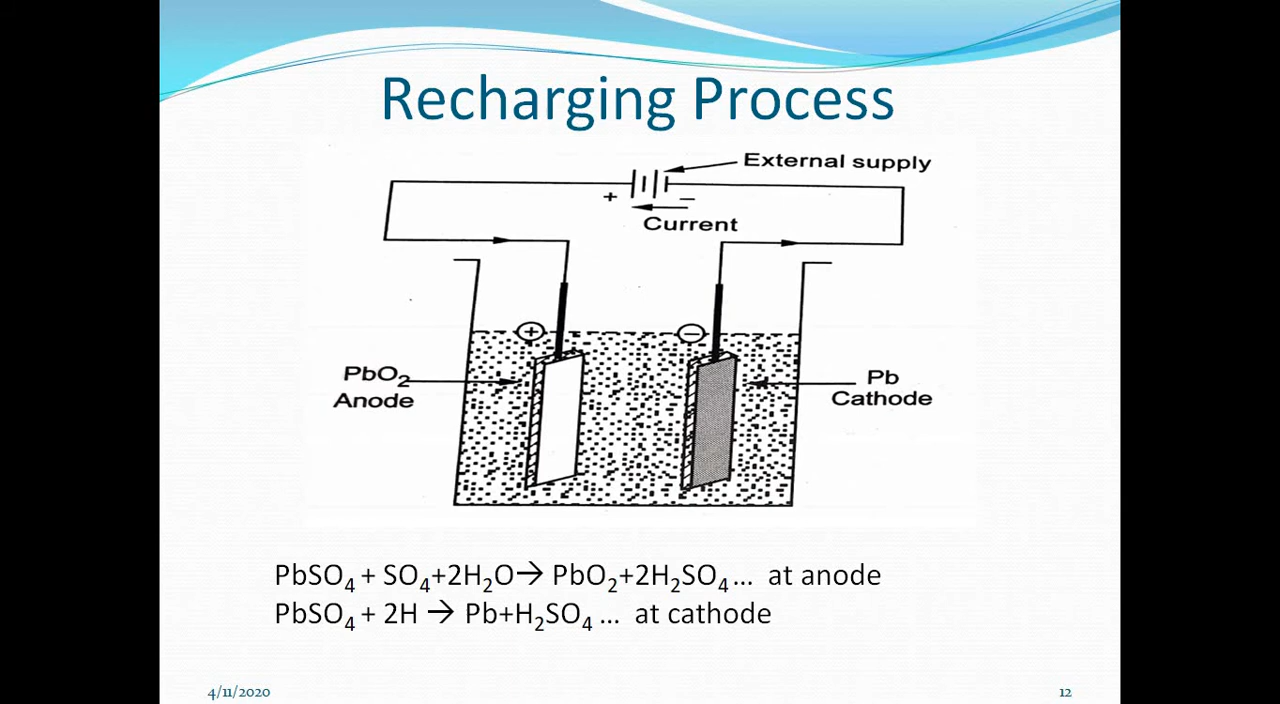 Recharging Process
External supply
+ −
Current
+ −
PbO₂
Anode
Pb
Cathode
PbSO₄ + SO₄+2H₂O→ PbO₂+2H₂SO₄... at anode
PbSO₄ + 2H → Pb+H₂SO₄ ... at cathode
4/11/2020
12